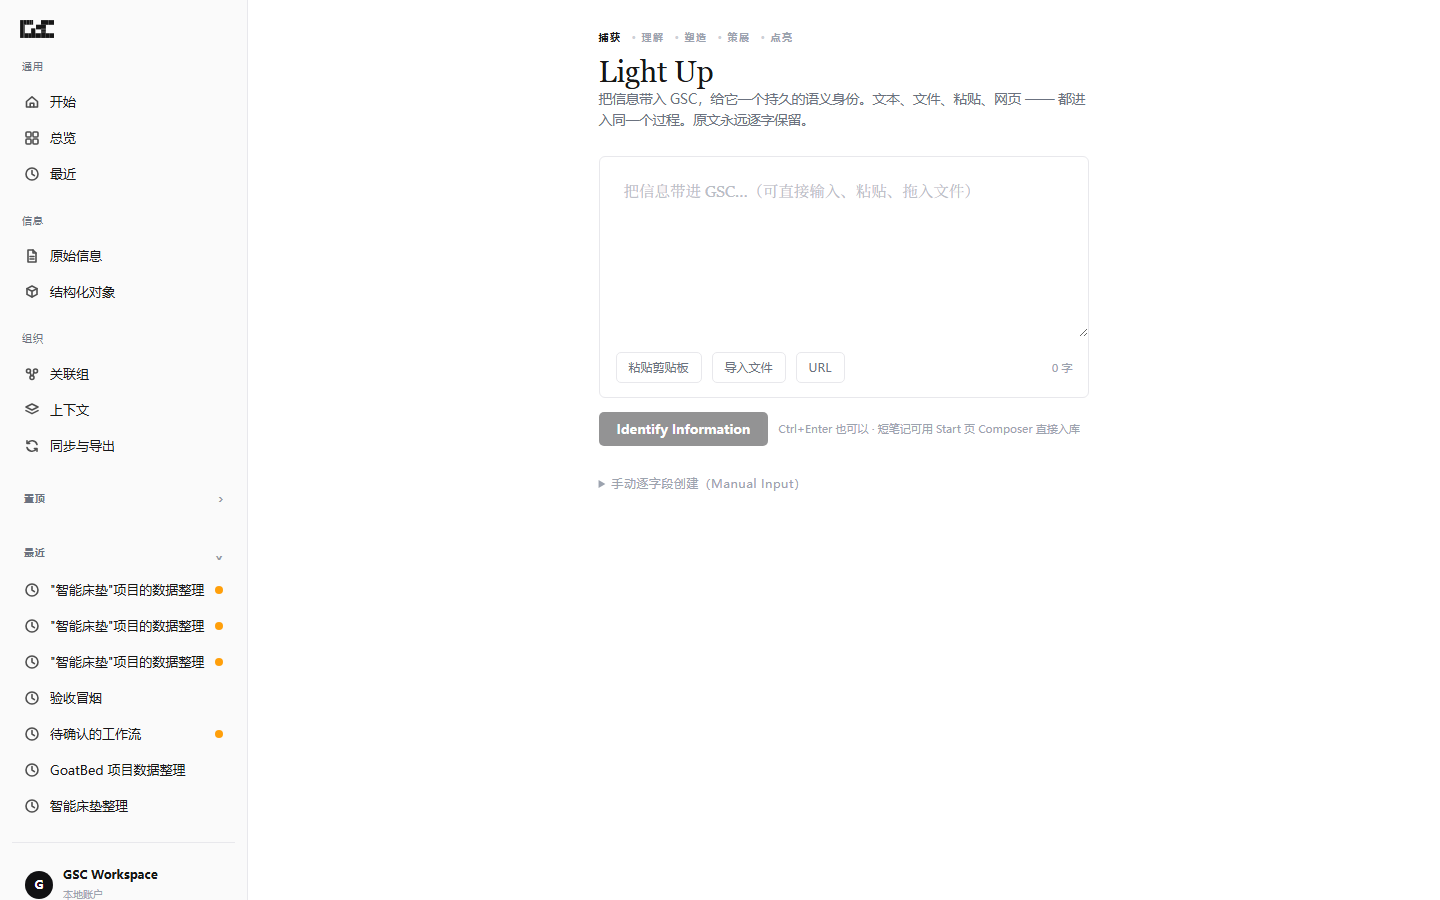 GSC
通用
开始
总览
最近
信息
原始信息
结构化对象
组织
关联组
上下文
同步与导出
置顶
最近
"智能床垫"项目的数据整理
"智能床垫"项目的数据整理
"智能床垫"项目的数据整理
验收冒烟
待确认的工作流
GoatBed 项目数据整理
智能床垫整理
G
GSC Workspace
本地账户
捕获 • 理解 • 塑造 • 策展 • 点亮
Light Up
把信息带入 GSC，给它一个持久的语义身份。文本、文件、粘贴、网页 —— 都进
入同一个过程。原文永远逐字保留。
把信息带进 GSC...（可直接输入、粘贴、拖入文件）
粘贴剪贴板 导入文件 URL 0 字
Identify Information Ctrl+Enter 也可以 · 短笔记可用 Start 页 Composer 直接入库
手动逐字段创建（Manual Input）